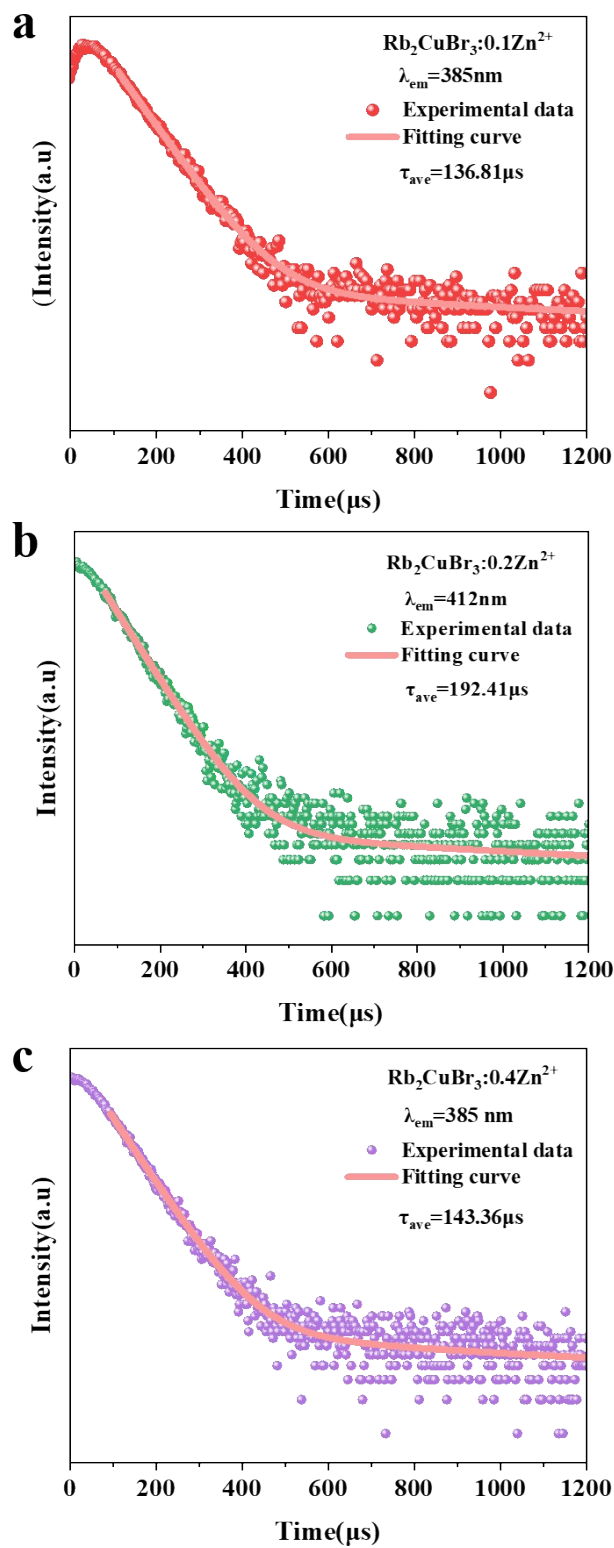 a
Rb₂CuBr₃:0.1Zn²⁺
λem=385nm
Experimental data
Fitting curve
τave=136.81μs
(Intensity(a.u)
0 200 400 600 800 1000 1200
Time(μs)
b
Rb₂CuBr₃:0.2Zn²⁺
λem=412nm
Experimental data
Fitting curve
τave=192.41μs
Intensity(a.u)
0 200 400 600 800 1000 1200
Time(μs)
c
Rb₂CuBr₃:0.4Zn²⁺
λem=385 nm
Experimental data
Fitting curve
τave=143.36μs
Intensity(a.u)
0 200 400 600 800 1000 1200
Time(μs)